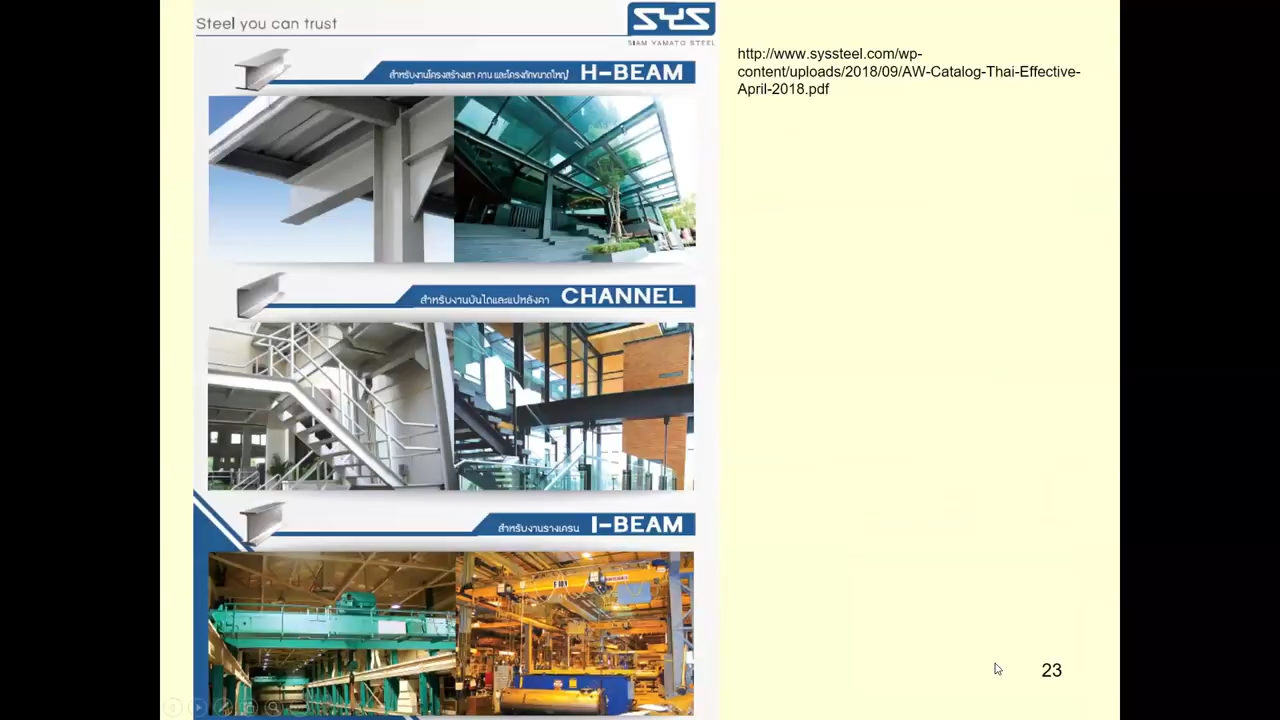 Steel you can trust
SYS
SIAM YAMATO STEEL
สำหรับงานโครงสร้างเสา คาน และโครงถักขนาดใหญ่ H-BEAM
สำหรับงานบันไดและแปหลังคา CHANNEL
สำหรับงานรางเครน I-BEAM
http://www.syssteel.com/wp-
content/uploads/2018/09/AW-Catalog-Thai-Effective-
April-2018.pdf
23